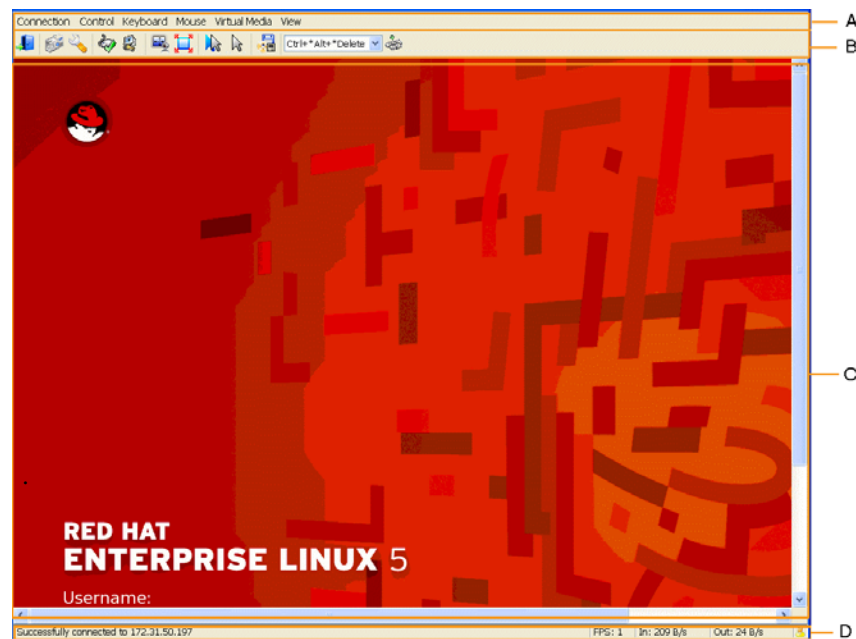 Connection Control Keyboard Mouse Virtual Media View
A
Ctrl+*Alt+*Delete
B
C
RED HAT
ENTERPRISE LINUX 5
Username:
Successfully connected to 172.31.50.197 FPS: 1 In: 209 B/s Out: 24 B/s
D